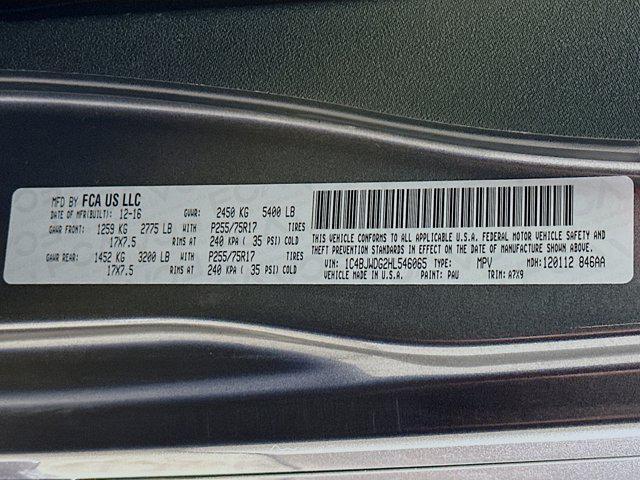 MFD BY FCA US LLC
DATE OF MFR(BUILT): 12-16 GVWR: 2450 KG 5400 LB
GAWR FRONT: 1259 KG 2775 LB WITH P255/75R17 TIRES
17X7.5 RIMS AT 240 KPA ( 35 PSI) COLD
GAWR REAR: 1452 KG 3200 LB WITH P255/75R17 TIRES
17X7.5 RIMS AT 240 KPA ( 35 PSI) COLD
THIS VEHICLE CONFORMS TO ALL APPLICABLE U.S.A. FEDERAL MOTOR VEHICLE SAFETY AND
THEFT PREVENTION STANDARDS IN EFFECT ON THE DATE OF MANUFACTURE SHOWN ABOVE.
VIN: 1C4BJWDG2HL546065 TYPE: MPV MDH: 120112 846AA
VEHICLE MADE IN U.S.A. PAINT: PAU TRIM: A7X9